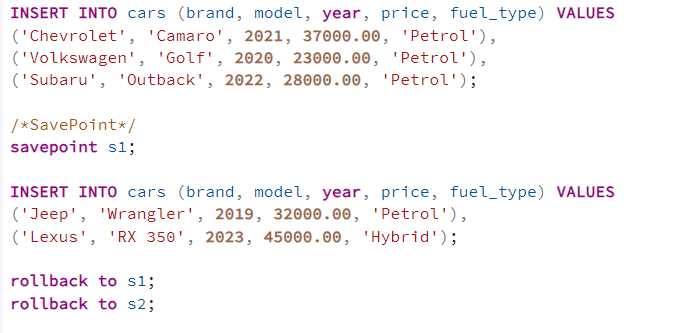 INSERT INTO cars (brand, model, year, price, fuel_type) VALUES
('Chevrolet', 'Camaro', 2021, 37000.00, 'Petrol'),
('Volkswagen', 'Golf', 2020, 23000.00, 'Petrol'),
('Subaru', 'Outback', 2022, 28000.00, 'Petrol');
/*SavePoint*/
savepoint s1;
INSERT INTO cars (brand, model, year, price, fuel_type) VALUES
('Jeep', 'Wrangler', 2019, 32000.00, 'Petrol'),
('Lexus', 'RX 350', 2023, 45000.00, 'Hybrid');
rollback to s1;
rollback to s2;